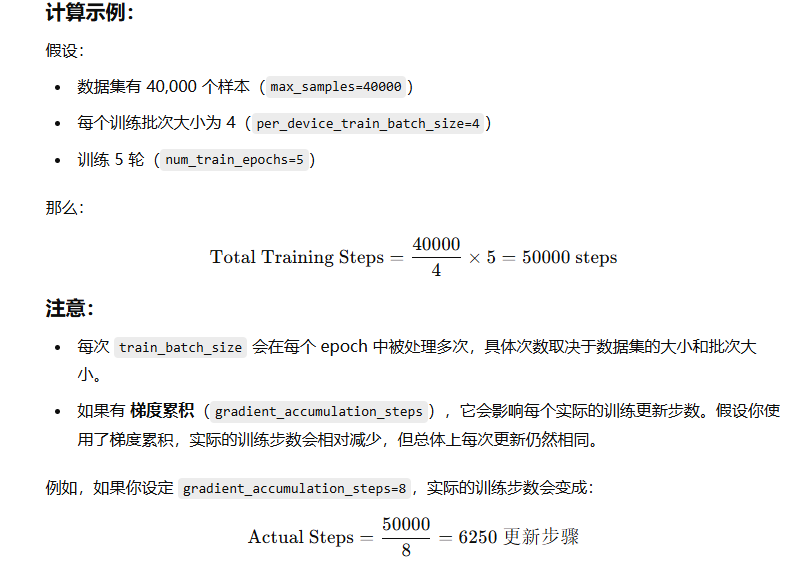 计算示例：
假设：
• 数据集有 40,000 个样本（max_samples=40000）
• 每个训练批次大小为 4（per_device_train_batch_size=4）
• 训练 5 轮（num_train_epochs=5）
那么：
Total Training Steps = 40000/4 × 5 = 50000 steps
注意：
• 每次 train_batch_size 会在每个 epoch 中被处理多次，具体次数取决于数据集的大小和批次大
小。
• 如果有 梯度累积（gradient_accumulation_steps），它会影响每个实际的训练更新步数。假设你使
用了梯度累积，实际的训练步数会相对减少，但总体上每次更新仍然相同。
例如，如果你设定 gradient_accumulation_steps=8，实际的训练步数会变成：
Actual Steps = 50000/8 = 6250 更新步骤